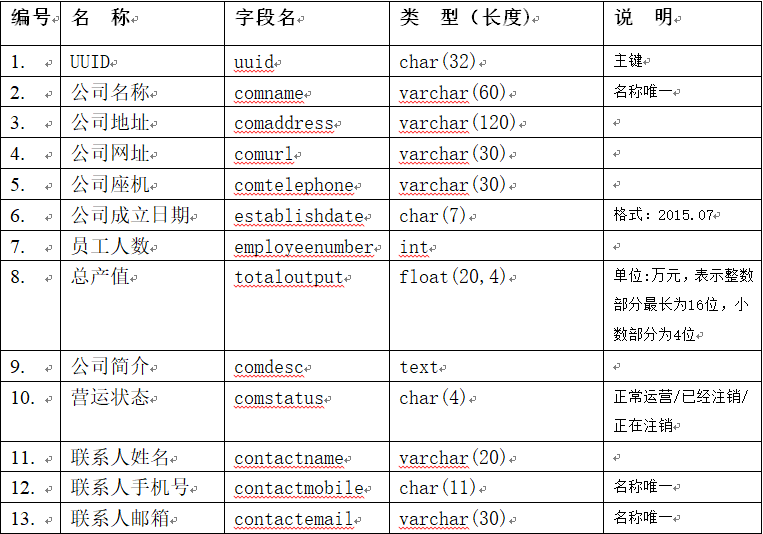 编号 名 称 字段名 类 型（长度） 说 明
1. UUID uuid char(32) 主键
2. 公司名称 comname varchar(60) 名称唯一
3. 公司地址 comaddress varchar(120)
4. 公司网址 comurl varchar(30)
5. 公司座机 comtelephone varchar(30)
6. 公司成立日期 establishdate char(7) 格式：2015.07
7. 员工人数 employeenumber int
8. 总产值 totaloutput float(20,4) 单位:万元，表示整数
部分最长为16位，小
数部分为4位
9. 公司简介 comdesc text
10. 营运状态 comstatus char(4) 正常运营/已经注销/
正在注销
11. 联系人姓名 contactname varchar(20)
12. 联系人手机号 contactmobile char(11) 名称唯一
13. 联系人邮箱 contactemail varchar(30) 名称唯一